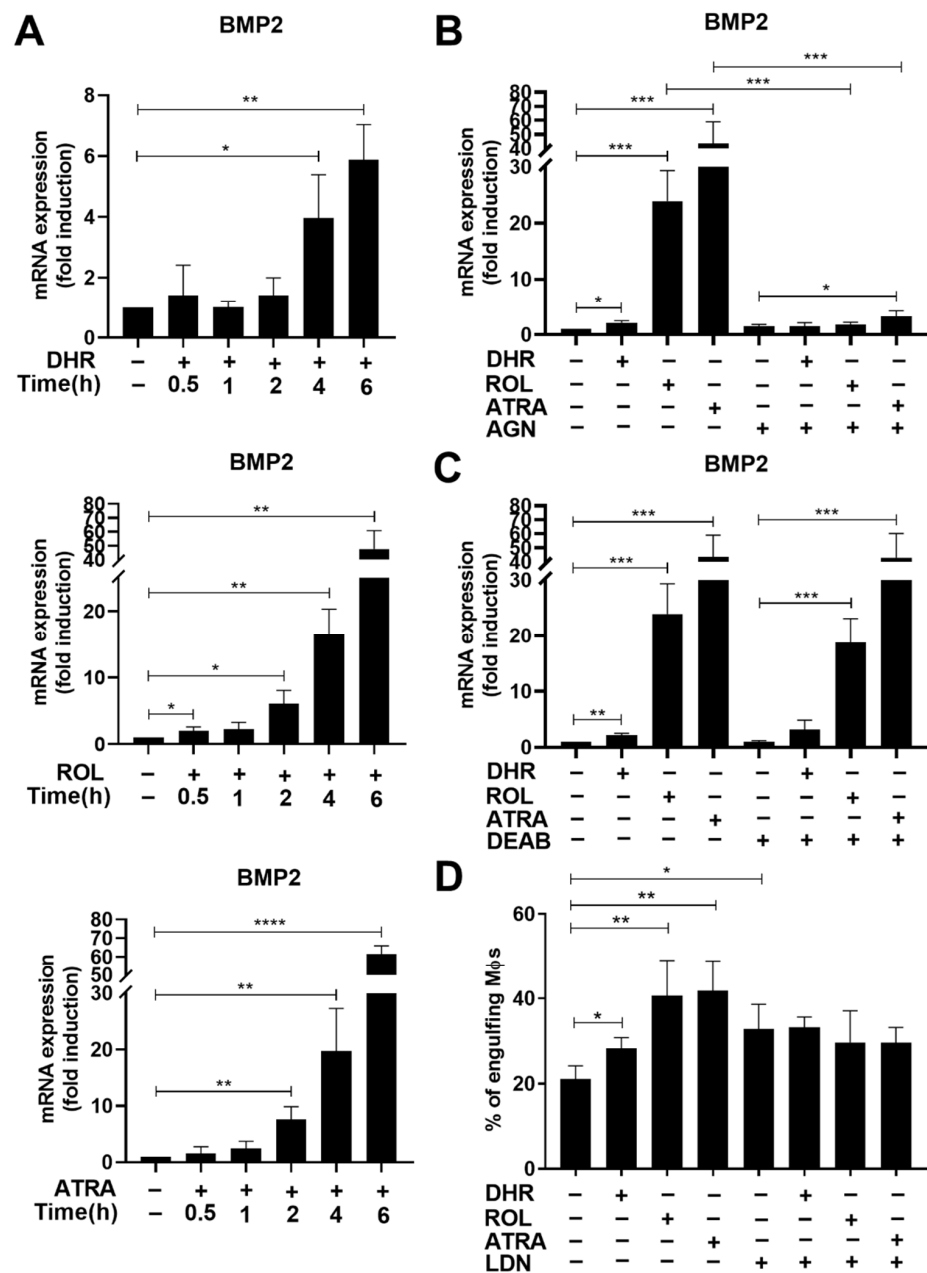 A
BMP2
**
*
mRNA expression
(fold induction)
8
6
4
2
0
DHR – + + + + +
Time(h) – 0.5 1 2 4 6
BMP2
**
**
*
*
mRNA expression
(fold induction)
80
70
60
50
40
20
10
0
ROL – + + + + +
Time(h) – 0.5 1 2 4 6
BMP2
****
**
**
mRNA expression
(fold induction)
80
70
60
50
30
20
10
0
ATRA – + + + + +
Time(h) – 0.5 1 2 4 6
B
BMP2
***
***
***
***
*
*
mRNA expression
(fold induction)
80
70
60
50
40
30
20
10
0
DHR – + – – – + – –
ROL – – + – – – + –
ATRA – – – + – – – +
AGN – – – – + + + +
C
BMP2
***
***
***
***
**
mRNA expression
(fold induction)
80
70
60
50
40
30
20
10
0
DHR – + – – – + – –
ROL – – + – – – + –
ATRA – – – + – – – +
DEAB – – – – + + + +
D
*
**
**
*
% of engulfing Mϕs
60
40
20
0
DHR – + – – – + – –
ROL – – + – – – + –
ATRA – – – + – – – +
LDN – – – – + + + +